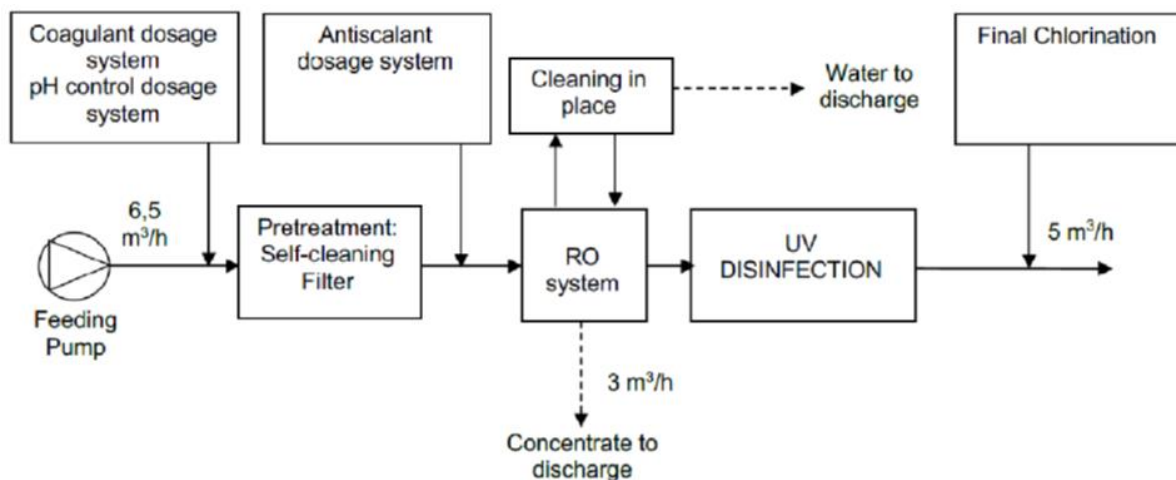 Coagulant dosage
system
pH control dosage
system
Antiscalant
dosage system
Cleaning in
place
Water to
discharge
Final Chlorination
6,5
m³/h
Feeding
Pump
Pretreatment:
Self-cleaning
Filter
RO
system
UV
DISINFECTION
5 m³/h
3 m³/h
Concentrate to
discharge